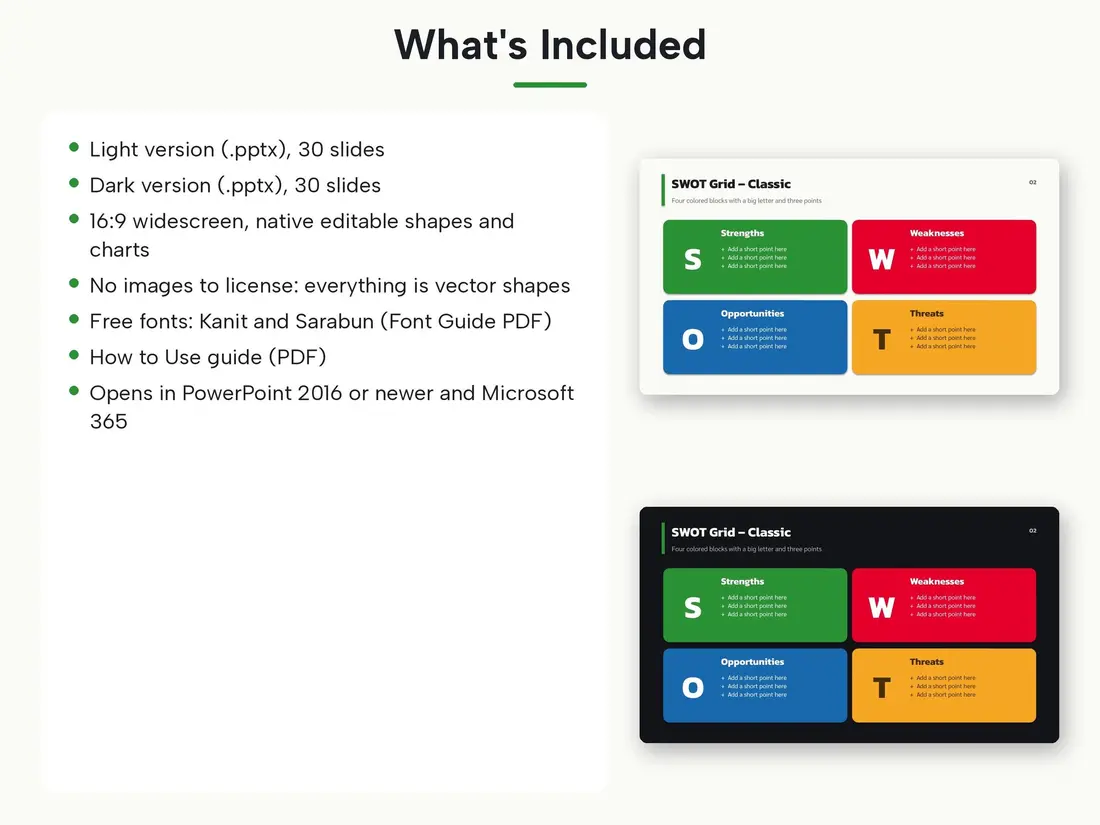 What's Included
Light version (.pptx), 30 slides
Dark version (.pptx), 30 slides
16:9 widescreen, native editable shapes and
charts
No images to license: everything is vector shapes
Free fonts: Kanit and Sarabun (Font Guide PDF)
How to Use guide (PDF)
Opens in PowerPoint 2016 or newer and Microsoft
365
SWOT Grid – Classic
02
Four colored blocks with a big letter and three points
S
Strengths
+ Add a short point here
+ Add a short point here
+ Add a short point here
W
Weaknesses
+ Add a short point here
+ Add a short point here
+ Add a short point here
O
Opportunities
+ Add a short point here
+ Add a short point here
+ Add a short point here
T
Threats
+ Add a short point here
+ Add a short point here
+ Add a short point here
SWOT Grid – Classic
02
Four colored blocks with a big letter and three points
S
Strengths
+ Add a short point here
+ Add a short point here
+ Add a short point here
W
Weaknesses
+ Add a short point here
+ Add a short point here
+ Add a short point here
O
Opportunities
+ Add a short point here
+ Add a short point here
+ Add a short point here
T
Threats
+ Add a short point here
+ Add a short point here
+ Add a short point here